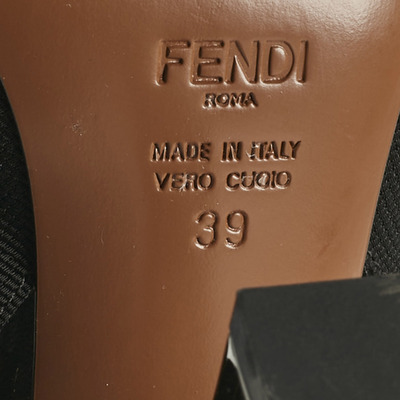 FENDI
ROMA
MADE IN ITALY
VERO CUOIO
39